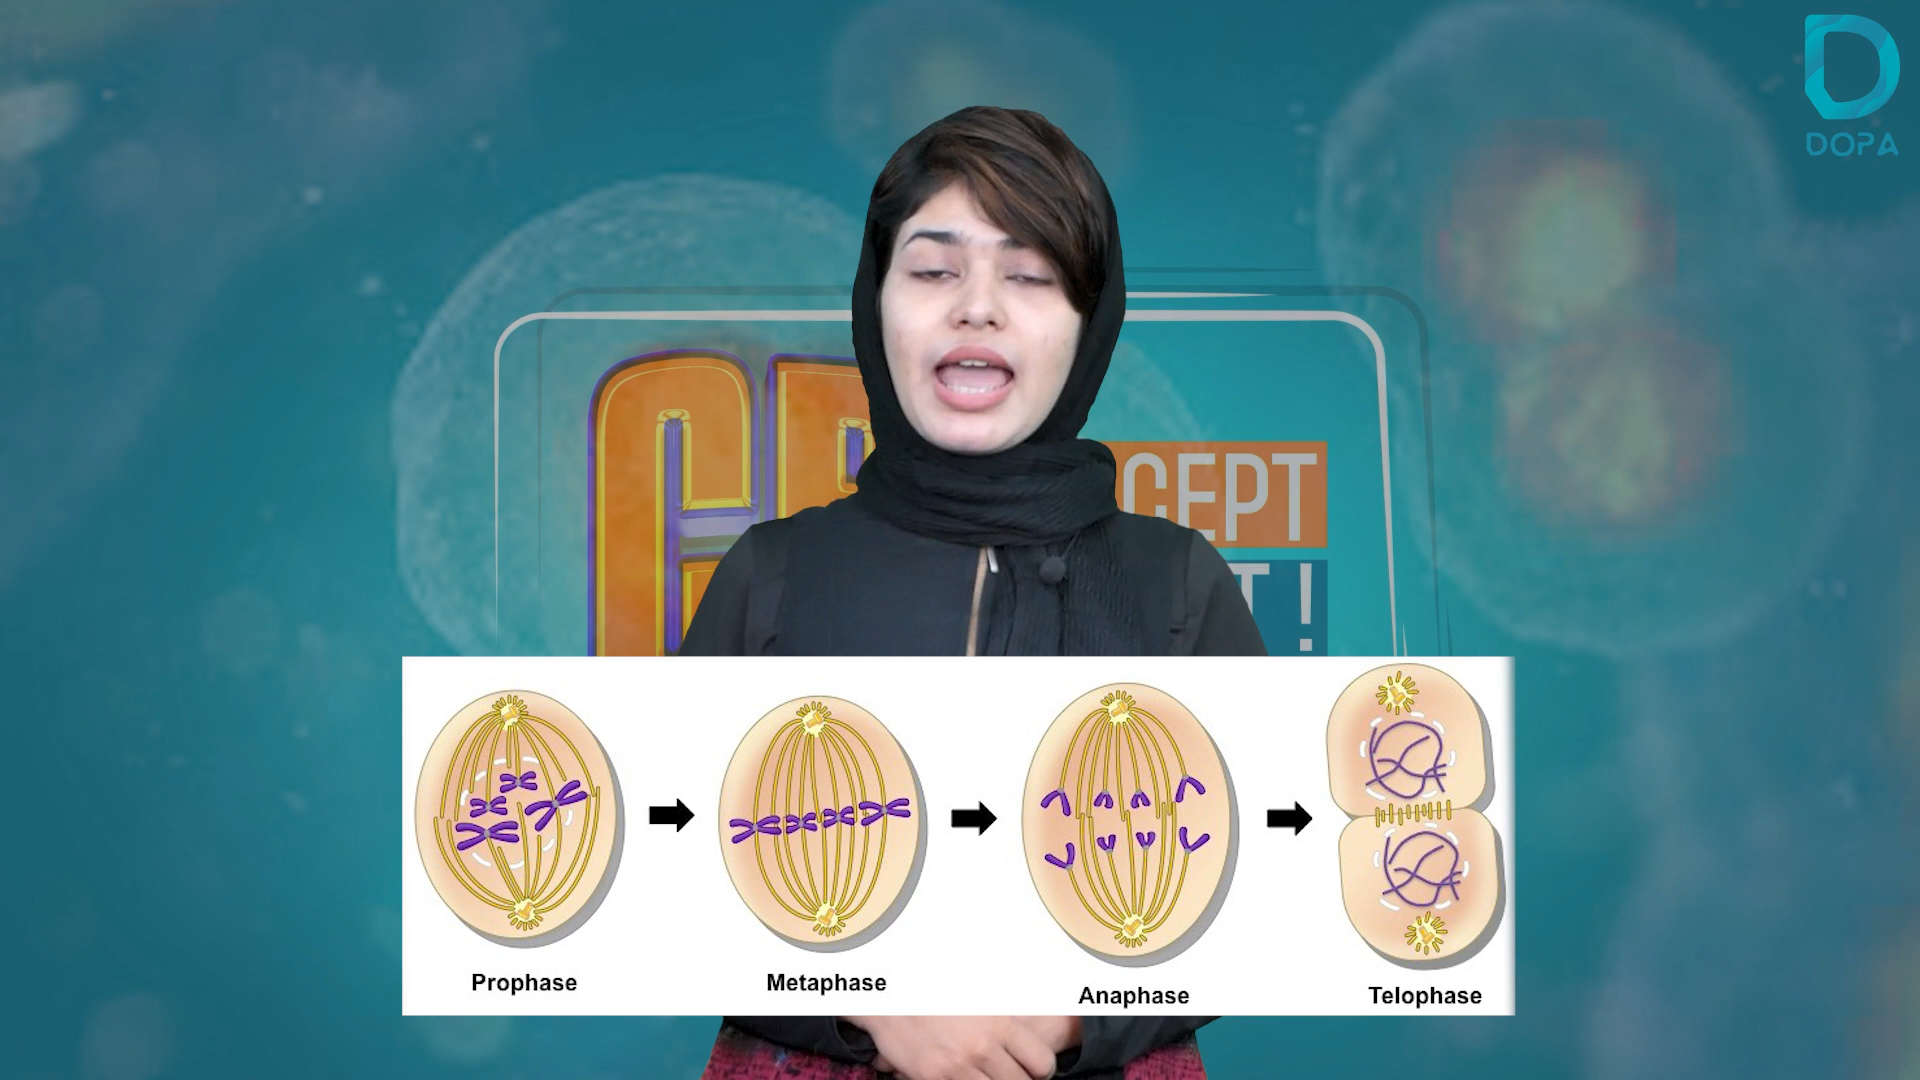 DOPA
CEPT
T !
Prophase
Metaphase
Anaphase
Telophase